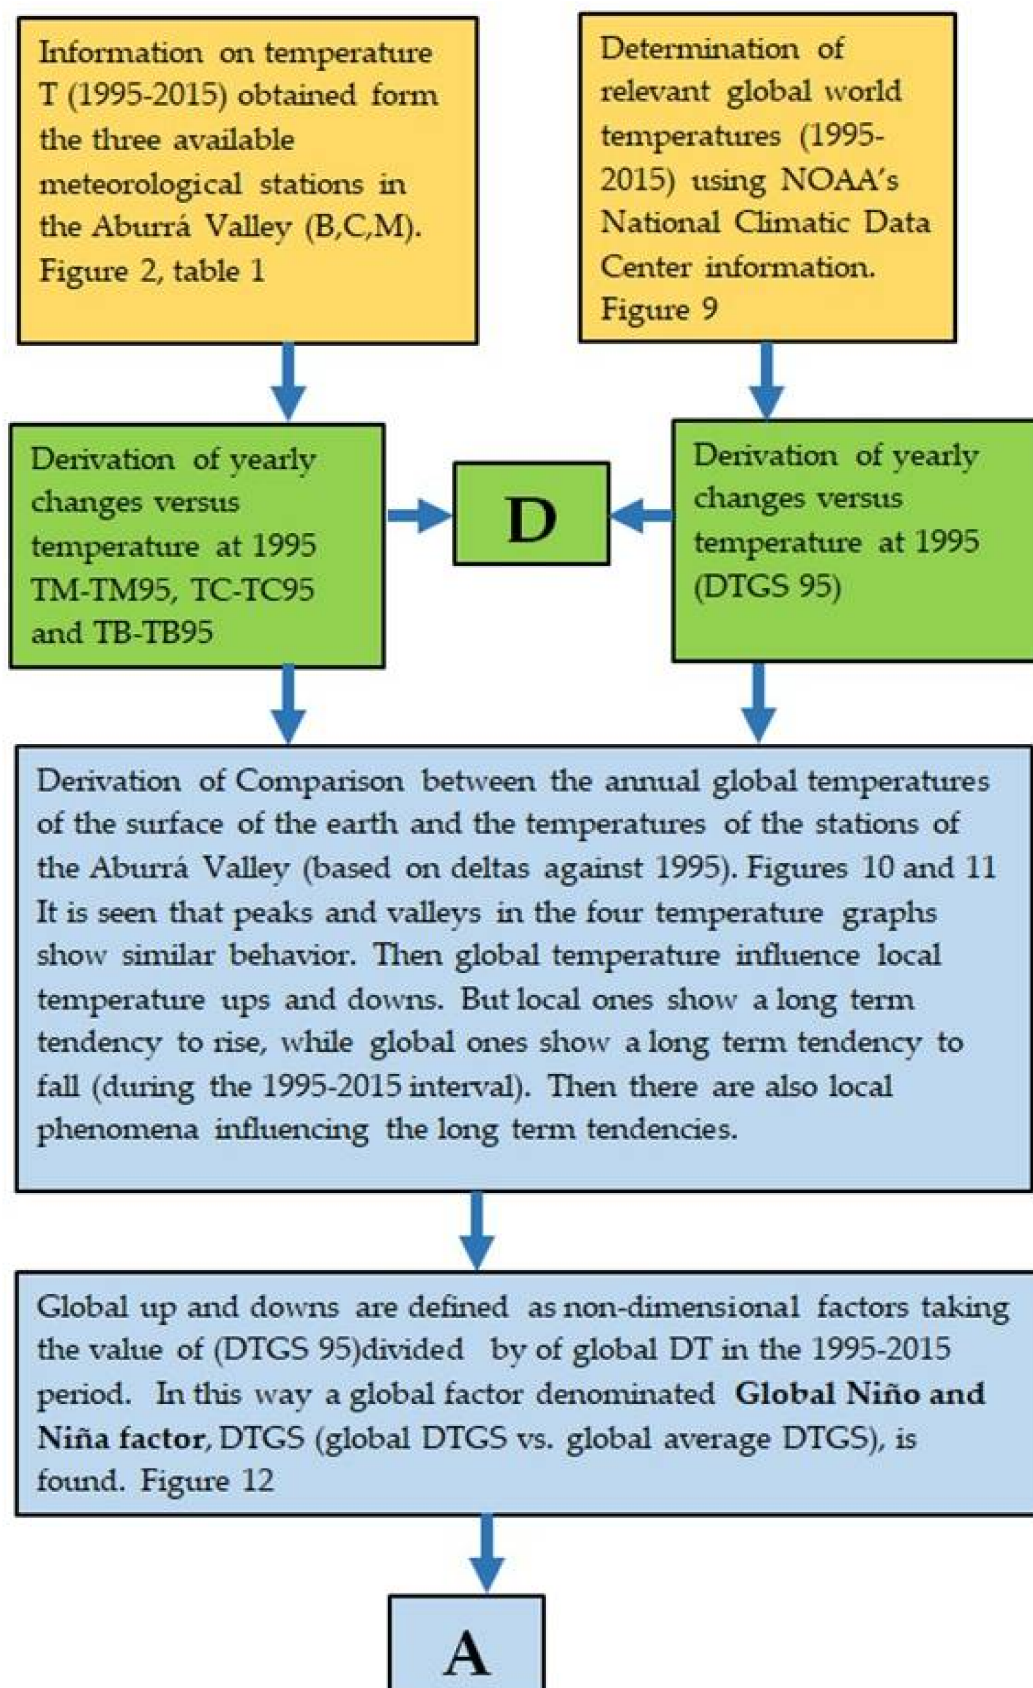 Information on temperature
T (1995-2015) obtained form
the three available
meteorological stations in
the Aburrá Valley (B,C,M).
Figure 2, table 1
Determination of
relevant global world
temperatures (1995-
2015) using NOAA's
National Climatic Data
Center information.
Figure 9
Derivation of yearly
changes versus
temperature at 1995
TM-TM95, TC-TC95
and TB-TB95
D
Derivation of yearly
changes versus
temperature at 1995
(DTGS 95)
Derivation of Comparison between the annual global temperatures
of the surface of the earth and the temperatures of the stations of
the Aburrá Valley (based on deltas against 1995). Figures 10 and 11
It is seen that peaks and valleys in the four temperature graphs
show similar behavior. Then global temperature influence local
temperature ups and downs. But local ones show a long term
tendency to rise, while global ones show a long term tendency to
fall (during the 1995-2015 interval). Then there are also local
phenomena influencing the long term tendencies.
Global up and downs are defined as non-dimensional factors taking
the value of (DTGS 95)divided by of global DT in the 1995-2015
period. In this way a global factor denominated Global Niño and
Niña factor, DTGS (global DTGS vs. global average DTGS), is
found. Figure 12
A